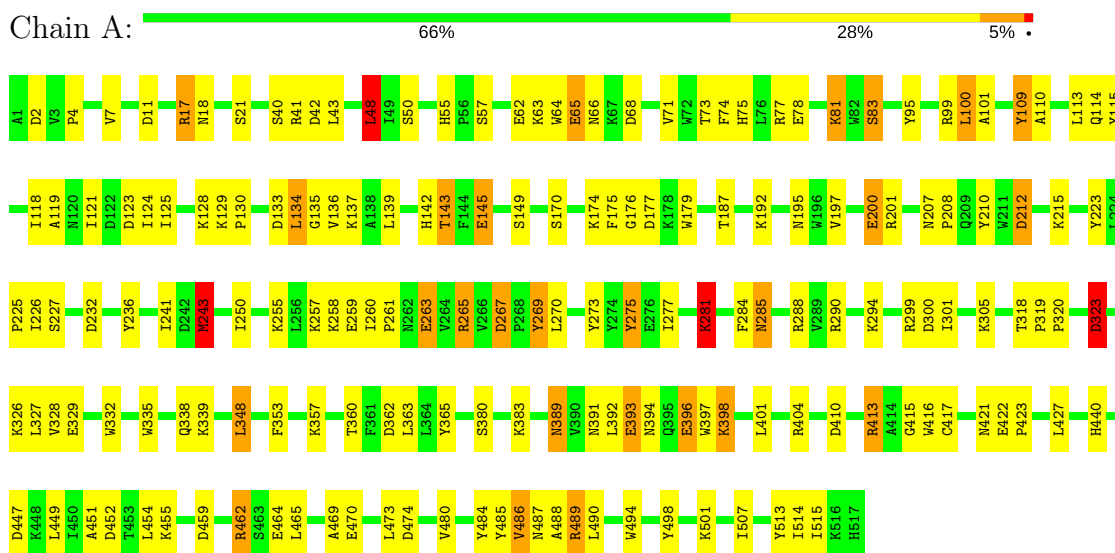 Chain A:
66% 28% 5% •
A1 D2 V3 P4 V7 D11 R17 N18 S21 S40 R41 D42 L43 L48 I49 S50 H55 P56 S57 E62 K63 W64 E65 N66 K67 D68 V71 W72 T73 F74 H75 L76 R77 E78 K81 W82 S83 Y95 R99 L100 A101 Y109 A110 L113 Q114 Y115
I118 A119 N120 I121 D122 D123 I124 I125 K128 K129 P130 D133 L134 G135 V136 K137 A138 L139 H142 T143 F144 E145 S149 S170 K174 F175 G176 D177 K178 W179 T187 K192 N195 W196 V197 E200 R201 N207 P208 Q209 Y210 W211 D212 K215 Y223 L224
P225 I226 S227 D232 Y236 I241 D242 M243 I250 K255 L256 K257 K258 E259 I260 P261 N262 E263 V264 R265 V266 D267 P268 Y269 L270 Y273 Y274 Y275 E276 I277 K281 F284 N285 R288 V289 R290 K294 R299 D300 I301 K305 T318 P319 P320 D323
K326 L327 V328 E329 W332 W335 Q338 K339 L348 F353 K357 T360 F361 D362 L363 L364 Y365 S380 K383 N389 V390 N391 L392 E393 N394 Q395 E396 W397 K398 L401 R404 D410 R413 A414 G415 W416 C417 N421 E422 P423 L427 H440
D447 K448 L449 I450 A451 D452 T453 L454 K455 D459 R462 S463 E464 L465 A469 E470 L473 D474 V480 Y484 Y485 V486 N487 A488 R489 L490 W494 Y498 K501 I507 Y513 I514 I515 K516 H517